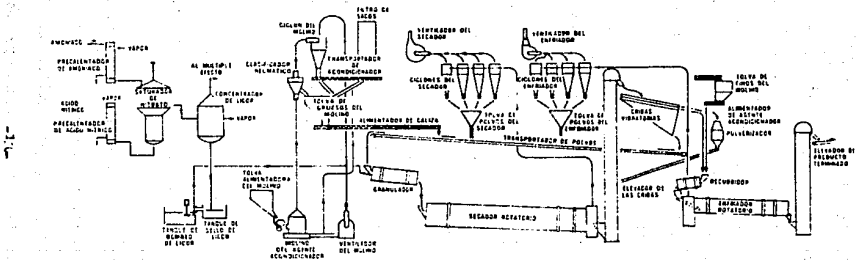 AMONIACO
VAPOR
PRECALENTADOR
DE AMONIACO
SATURADOR
DE
NITRATO
ACIDO
NITRICO
VAPOR
PRECALENTADOR
DE ACIDO NITRICO
AL MULTIPLE
EFECTO
CONCENTRADOR
DE LICOR
VAPOR
TANQUE DE
BOMBEO DE
LICOR
TANQUE DE
SELLO DE
LICOR
CICLON DEL
MOLINO
FILTRO DE
SACOS
CLASIFICADOR
NEUMATICO
TRANSPORTADOR
DE
ACONDICIONADOR
TOLVA DE
GRUESOS DEL
MOLINO
ALIMENTADOR DE CALIZA
TOLVA
ALIMENTADORA
DEL MOLINO
MOLINO
DEL AGENTE
ACONDICIONADOR
VENTILADOR
DEL MOLINO
VENTILADOR DEL
SECADOR
CICLONES DEL
SECADOR
TOLVA DE
POLVOS DEL
SECADOR
VENTILADOR DEL
ENFRIADOR
CICLONES DEL
ENFRIADOR
TOLVA DE
POLVOS DEL
ENFRIADOR
TRANSPORTADOR DE POLVOS
GRANULADOR
SECADOR ROTATORIO
CRIBAS
VIBRATORIAS
ELEVADOR DE
LAS CRIBAS
TOLVA DE
FINOS DEL
MOLINO
ALIMENTADOR
DE AGENTE
ACONDICIONADOR
PULVERIZADOR
RECUBRIDOR
ENFRIADOR
ROTATORIO
ELEVADOR DE
PRODUCTO
TERMINADO